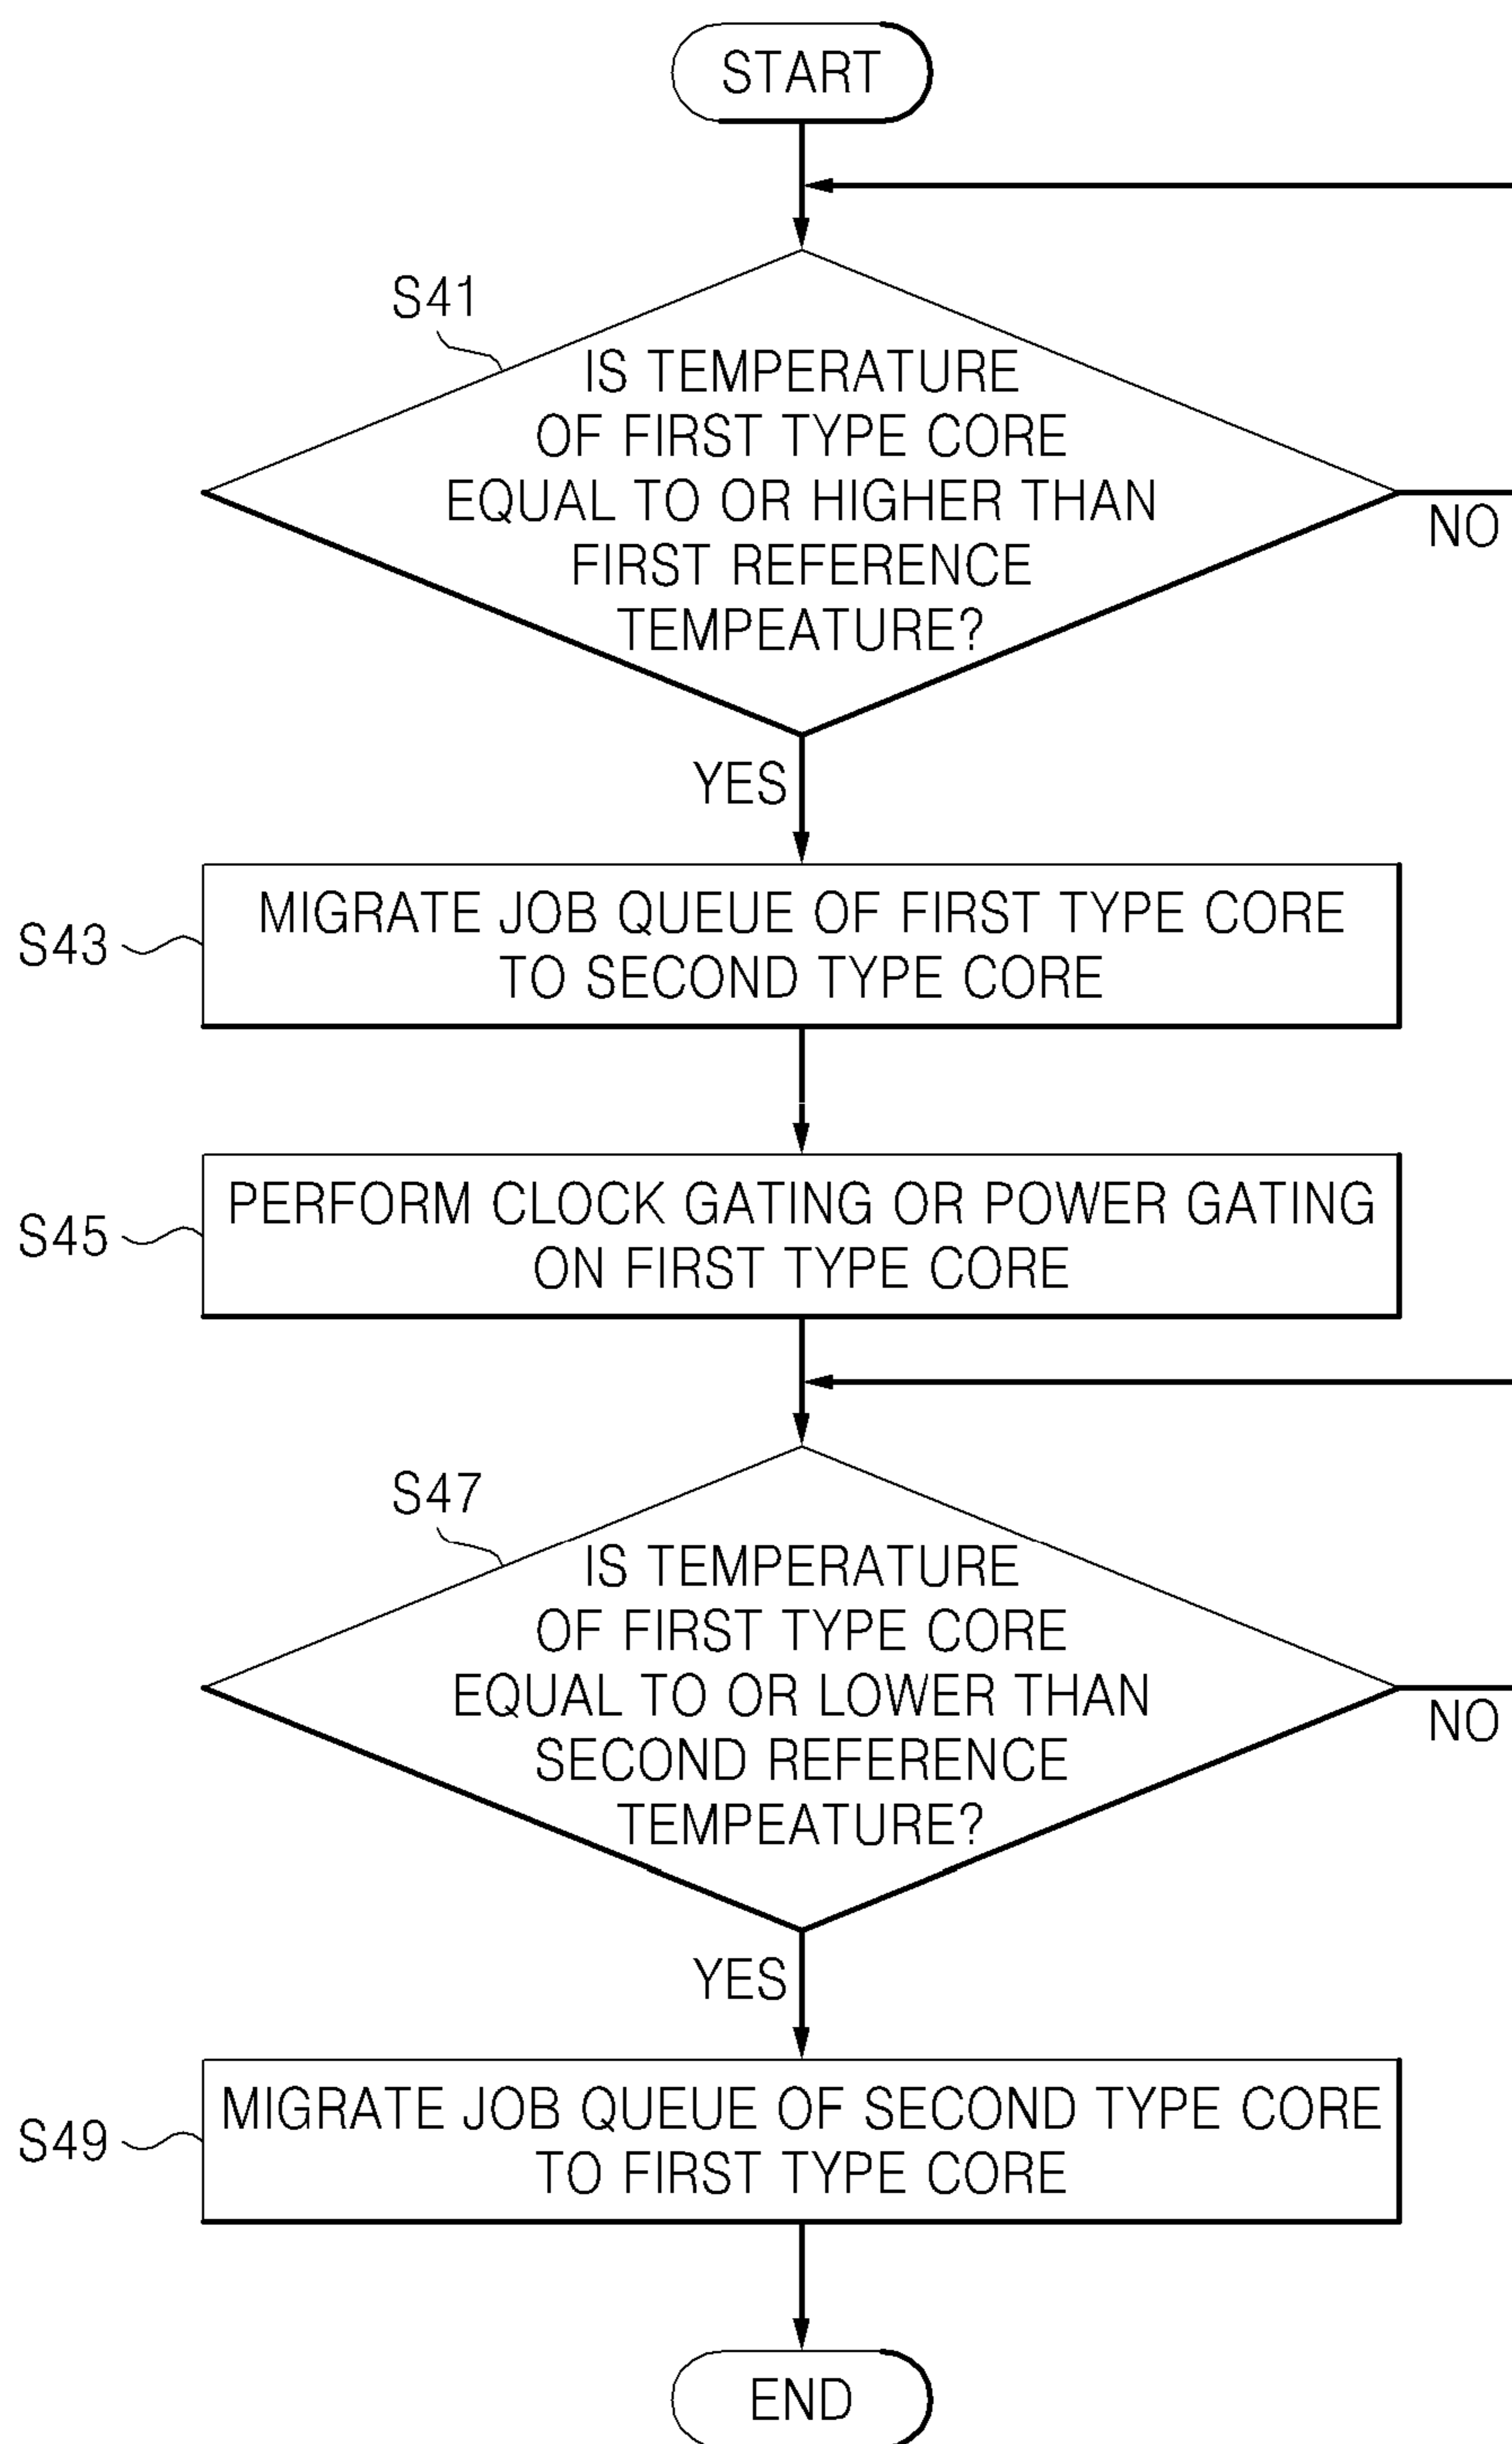 START
S41
IS TEMPERATURE
OF FIRST TYPE CORE
EQUAL TO OR HIGHER THAN
FIRST REFERENCE
TEMPEATURE?
NO
YES
S43
MIGRATE JOB QUEUE OF FIRST TYPE CORE
TO SECOND TYPE CORE
S45
PERFORM CLOCK GATING OR POWER GATING
ON FIRST TYPE CORE
S47
IS TEMPERATURE
OF FIRST TYPE CORE
EQUAL TO OR LOWER THAN
SECOND REFERENCE
TEMPEATURE?
NO
YES
S49
MIGRATE JOB QUEUE OF SECOND TYPE CORE
TO FIRST TYPE CORE
END